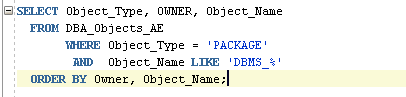 SELECT Object_Type, OWNER, Object_Name
FROM DBA_Objects_AE
WHERE Object_Type = 'PACKAGE'
AND Object_Name LIKE 'DBMS_%'
ORDER BY Owner, Object_Name;